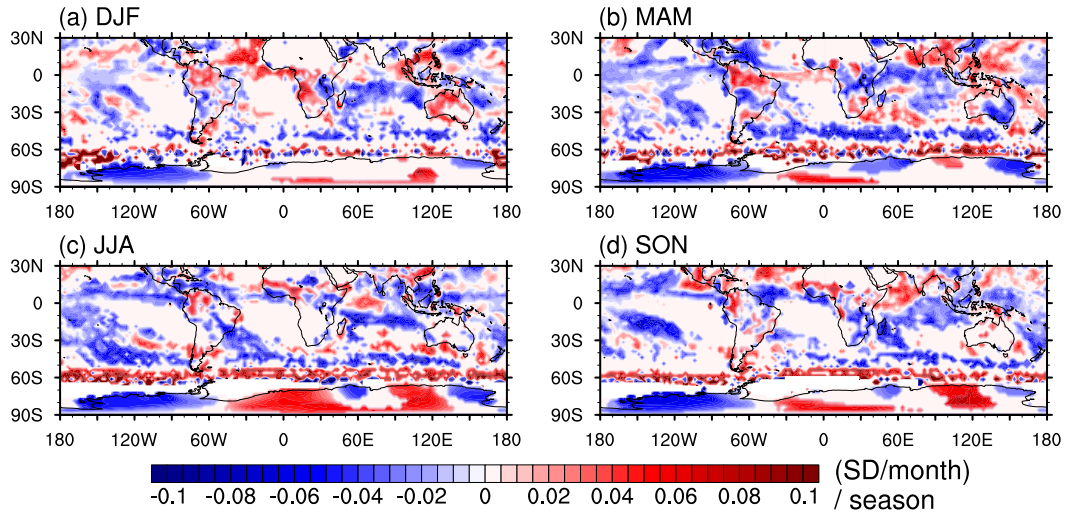 (a) DJF
(b) MAM
30N
0
30S
60S
90S
180 120W 60W 0 60E 120E 180
30N
0
30S
60S
90S
180 120W 60W 0 60E 120E 180
(c) JJA
(d) SON
30N
0
30S
60S
90S
180 120W 60W 0 60E 120E 180
30N
0
30S
60S
90S
180 120W 60W 0 60E 120E 180
-0.1 -0.08 -0.06 -0.04 -0.02 0 0.02 0.04 0.06 0.08 0.1
(SD/month)
/ season